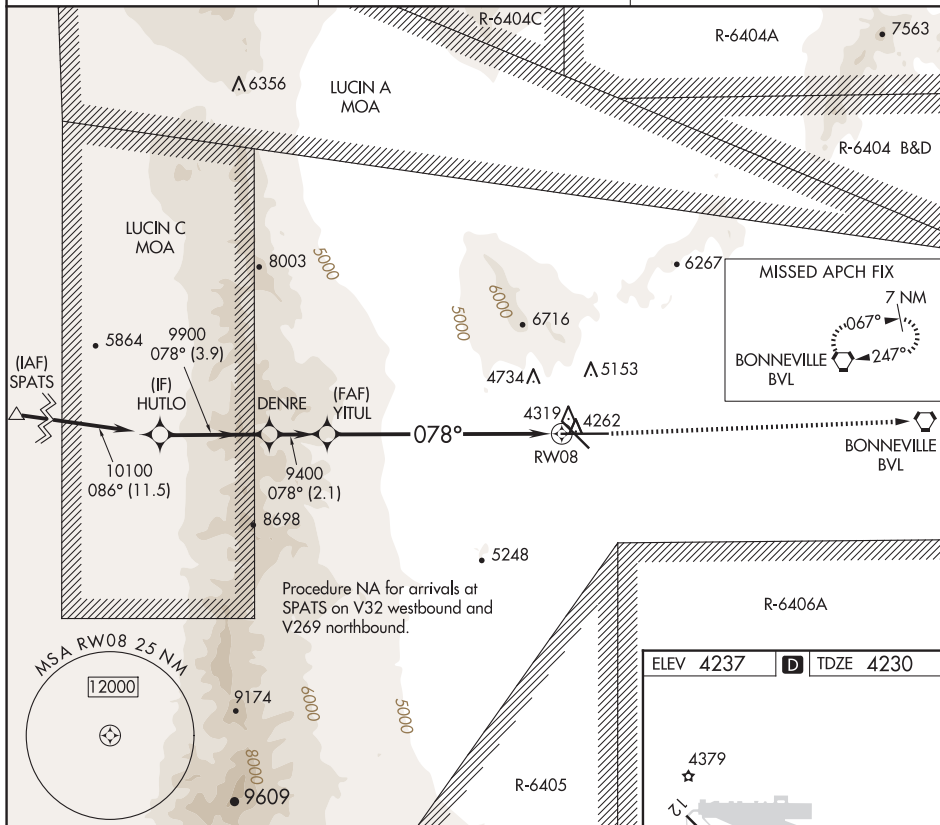 R-6404C
R-6404A
7563
6356
LUCIN A
MOA
R-6404 B&D
LUCIN C
MOA
8003
5000
6267
MISSED APCH FIX
7 NM
067°
247°
BONNEVILLE
BVL
6000
5000
6716
5864
9900
078° (3.9)
(IAF)
SPATS
(IF)
HUTLO
DENRE
(FAF)
YITUL
4734
5153
4319
4262
078°
RW08
BONNEVILLE
BVL
10100
086° (11.5)
9400
078° (2.1)
8698
5248
Procedure NA for arrivals at
SPATS on V32 westbound and
V269 northbound.
R-6406A
MSA RW08 25 NM
12000
ELEV 4237
D
TDZE 4230
9174
6000
5000
4379
8000
9609
R-6405
12